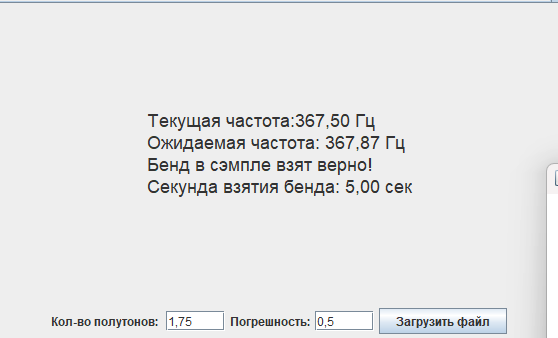 Текущая частота:367,50 Гц
Ожидаемая частота: 367,87 Гц
Бенд в сэмпле взят верно!
Секунда взятия бенда: 5,00 сек
Кол-во полутонов: 1,75 Погрешность: 0,5 Загрузить файл